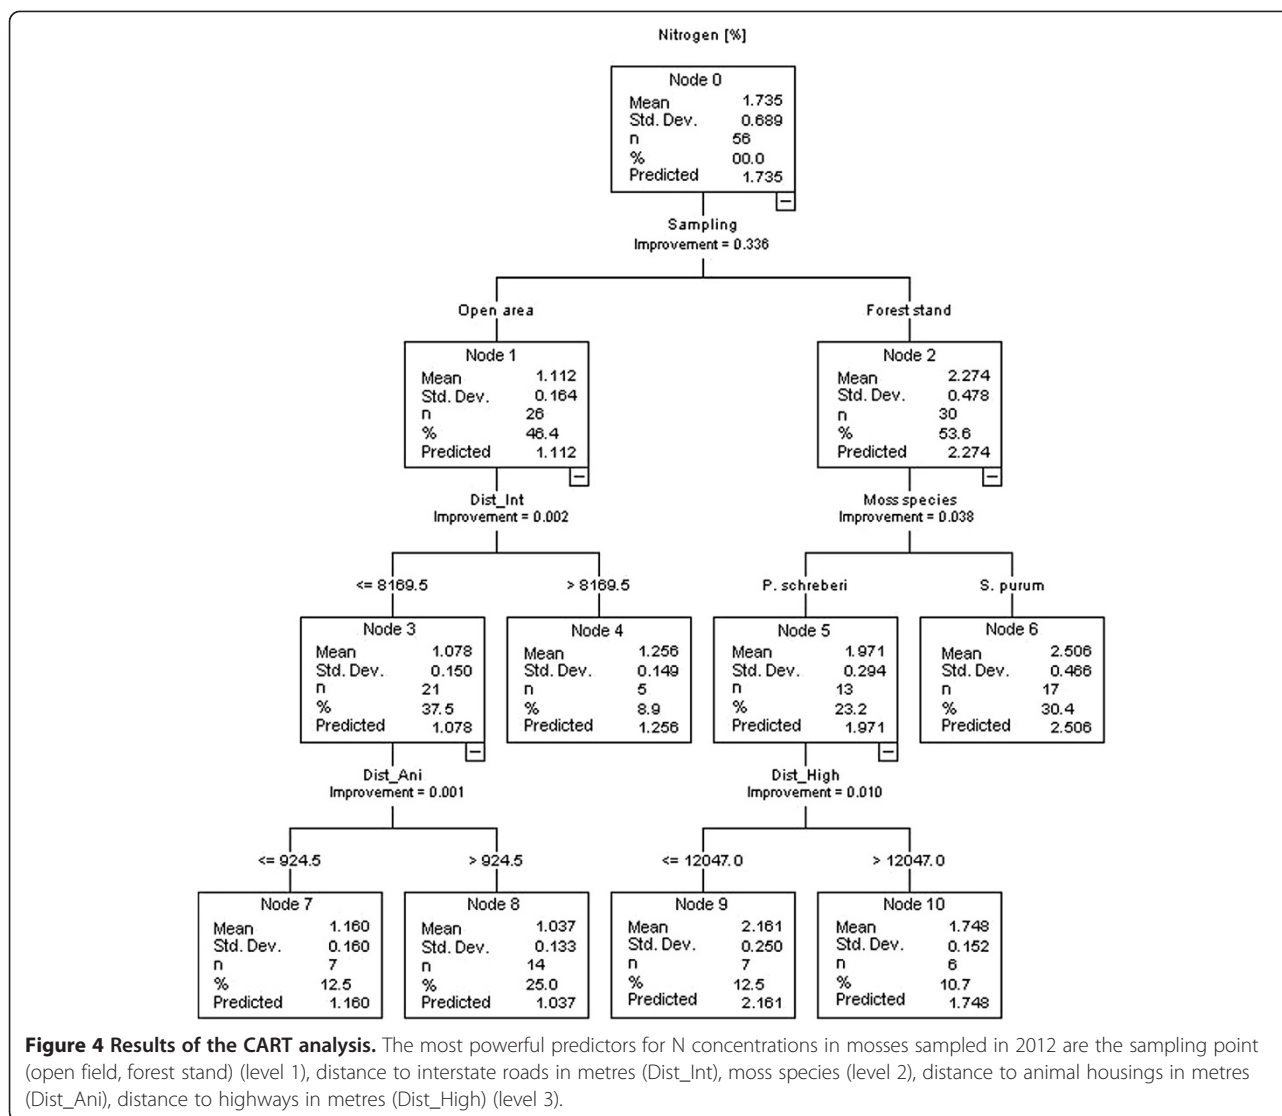 Nitrogen [%]
Node 0
Mean 1.735
Std. Dev. 0.689
n 56
% 00.0
Predicted 1.735
Sampling
Improvement = 0.336
Open area
Forest stand
Node 1
Mean 1.112
Std. Dev. 0.164
n 26
% 46.4
Predicted 1.112
Node 2
Mean 2.274
Std. Dev. 0.478
n 30
% 53.6
Predicted 2.274
Dist_Int
Improvement = 0.002
Moss species
Improvement = 0.038
<= 8169.5
> 8169.5
P. schreberi
S. purum
Node 3
Mean 1.078
Std. Dev. 0.150
n 21
% 37.5
Predicted 1.078
Node 4
Mean 1.256
Std. Dev. 0.149
n 5
% 8.9
Predicted 1.256
Node 5
Mean 1.971
Std. Dev. 0.294
n 13
% 23.2
Predicted 1.971
Node 6
Mean 2.506
Std. Dev. 0.466
n 17
% 30.4
Predicted 2.506
Dist_Ani
Improvement = 0.001
Dist_High
Improvement = 0.010
<= 924.5
> 924.5
<= 12047.0
> 12047.0
Node 7
Mean 1.160
Std. Dev. 0.160
n 7
% 12.5
Predicted 1.160
Node 8
Mean 1.037
Std. Dev. 0.133
n 14
% 25.0
Predicted 1.037
Node 9
Mean 2.161
Std. Dev. 0.250
n 7
% 12.5
Predicted 2.161
Node 10
Mean 1.748
Std. Dev. 0.152
n 6
% 10.7
Predicted 1.748
Figure 4 Results of the CART analysis. The most powerful predictors for N concentrations in mosses sampled in 2012 are the sampling point
(open field, forest stand) (level 1), distance to interstate roads in metres (Dist_Int), moss species (level 2), distance to animal housings in metres
(Dist_Ani), distance to highways in metres (Dist_High) (level 3).